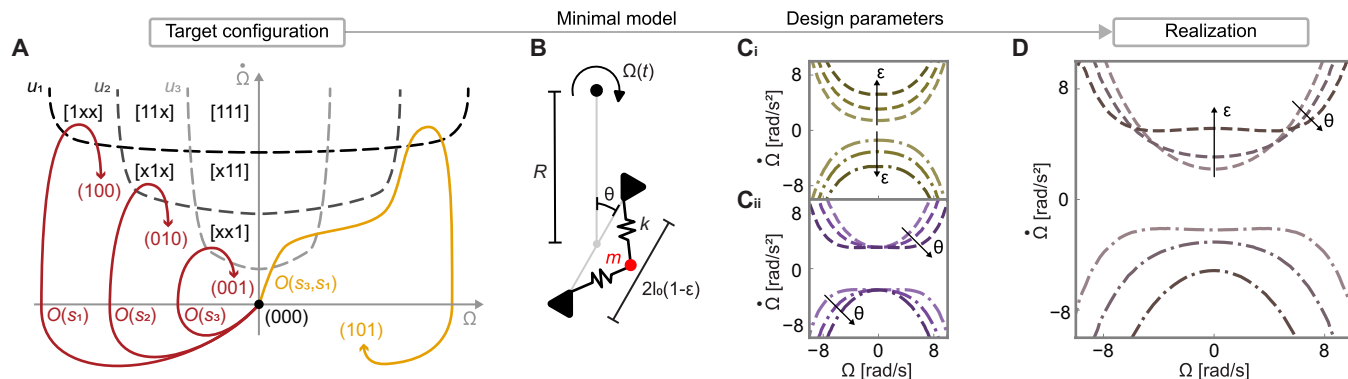 Target configuration
Minimal model
Design parameters
Realization
A
Ω̇
u₁
u₂
u₃
[1xx]
[11x]
[111]
[x1x]
[x11]
[xx1]
(100)
(010)
(001)
O(s₁)
O(s₂)
O(s₃)
(000)
O(s₃,s₁)
(101)
Ω
B
Ω(t)
R
θ
k
m
2l₀(1-ε)
Cᵢ
8
0
-8
Ω̇ [rad/s²]
ε
ε
Cᵢᵢ
8
0
-8
Ω̇ [rad/s²]
θ
θ
-8 0 8
Ω [rad/s]
D
8
0
-8
Ω̇ [rad/s²]
ε
θ
-8 0 8
Ω [rad/s]